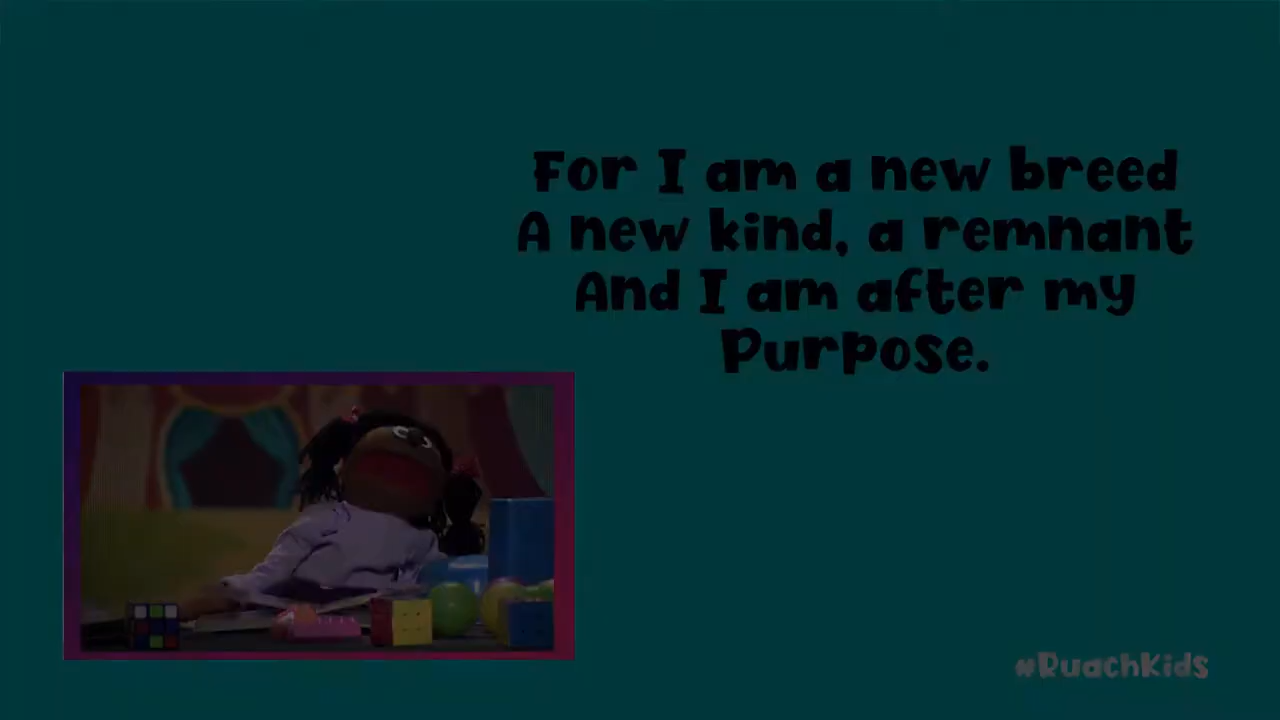 For I am a new breed
A new kind, a remnant
And I am after my
Purpose.
#RuachKids